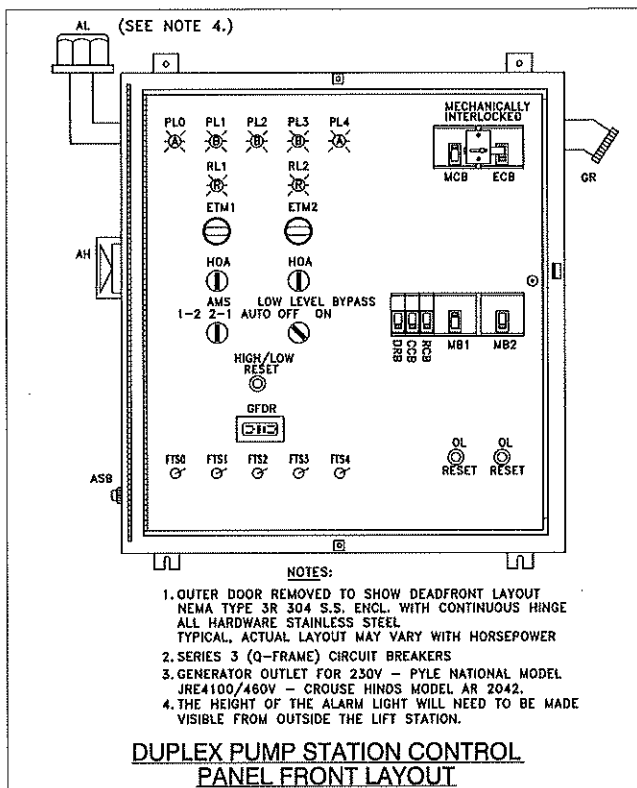 AL (SEE NOTE 4.)
PL0 PL1 PL2 PL3 PL4
A B B B A
MECHANICALLY
INTERLOCKED
MCB ECB
GR
RL1 RL2
R R
ETM1 ETM2
AH
HOA HOA
AMS LOW LEVEL BYPASS
1-2 2-1 AUTO OFF ON
HIGH/LOW
RESET
DRB CCB RCB MB1 MB2
GFDR
FTS0 FTS1 FTS2 FTS3 FTS4
OL OL
RESET RESET
ASB
NOTES:
1. OUTER DOOR REMOVED TO SHOW DEADFRONT LAYOUT
NEMA TYPE 3R 304 S.S. ENCL. WITH CONTINUOUS HINGE
ALL HARDWARE STAINLESS STEEL
TYPICAL, ACTUAL LAYOUT MAY VARY WITH HORSEPOWER
2. SERIES 3 (Q-FRAME) CIRCUIT BREAKERS
3. GENERATOR OUTLET FOR 230V - PYLE NATIONAL MODEL
JRE4100/460V - CROUSE HINDS MODEL AR 2042.
4. THE HEIGHT OF THE ALARM LIGHT WILL NEED TO BE MADE
VISIBLE FROM OUTSIDE THE LIFT STATION.
DUPLEX PUMP STATION CONTROL
PANEL FRONT LAYOUT